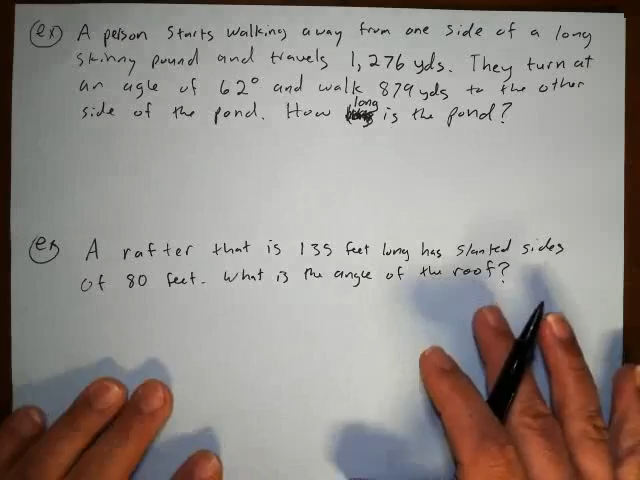 ex A person starts walking away from one side of a long
skinny pound and travels 1,276 yds. They turn at
an agle of 62° and walk 879 yds to the other
side of the pond. How long is the pond?
ex A rafter that is 135 feet long has slanted sides
of 80 feet. What is the angle of the roof?